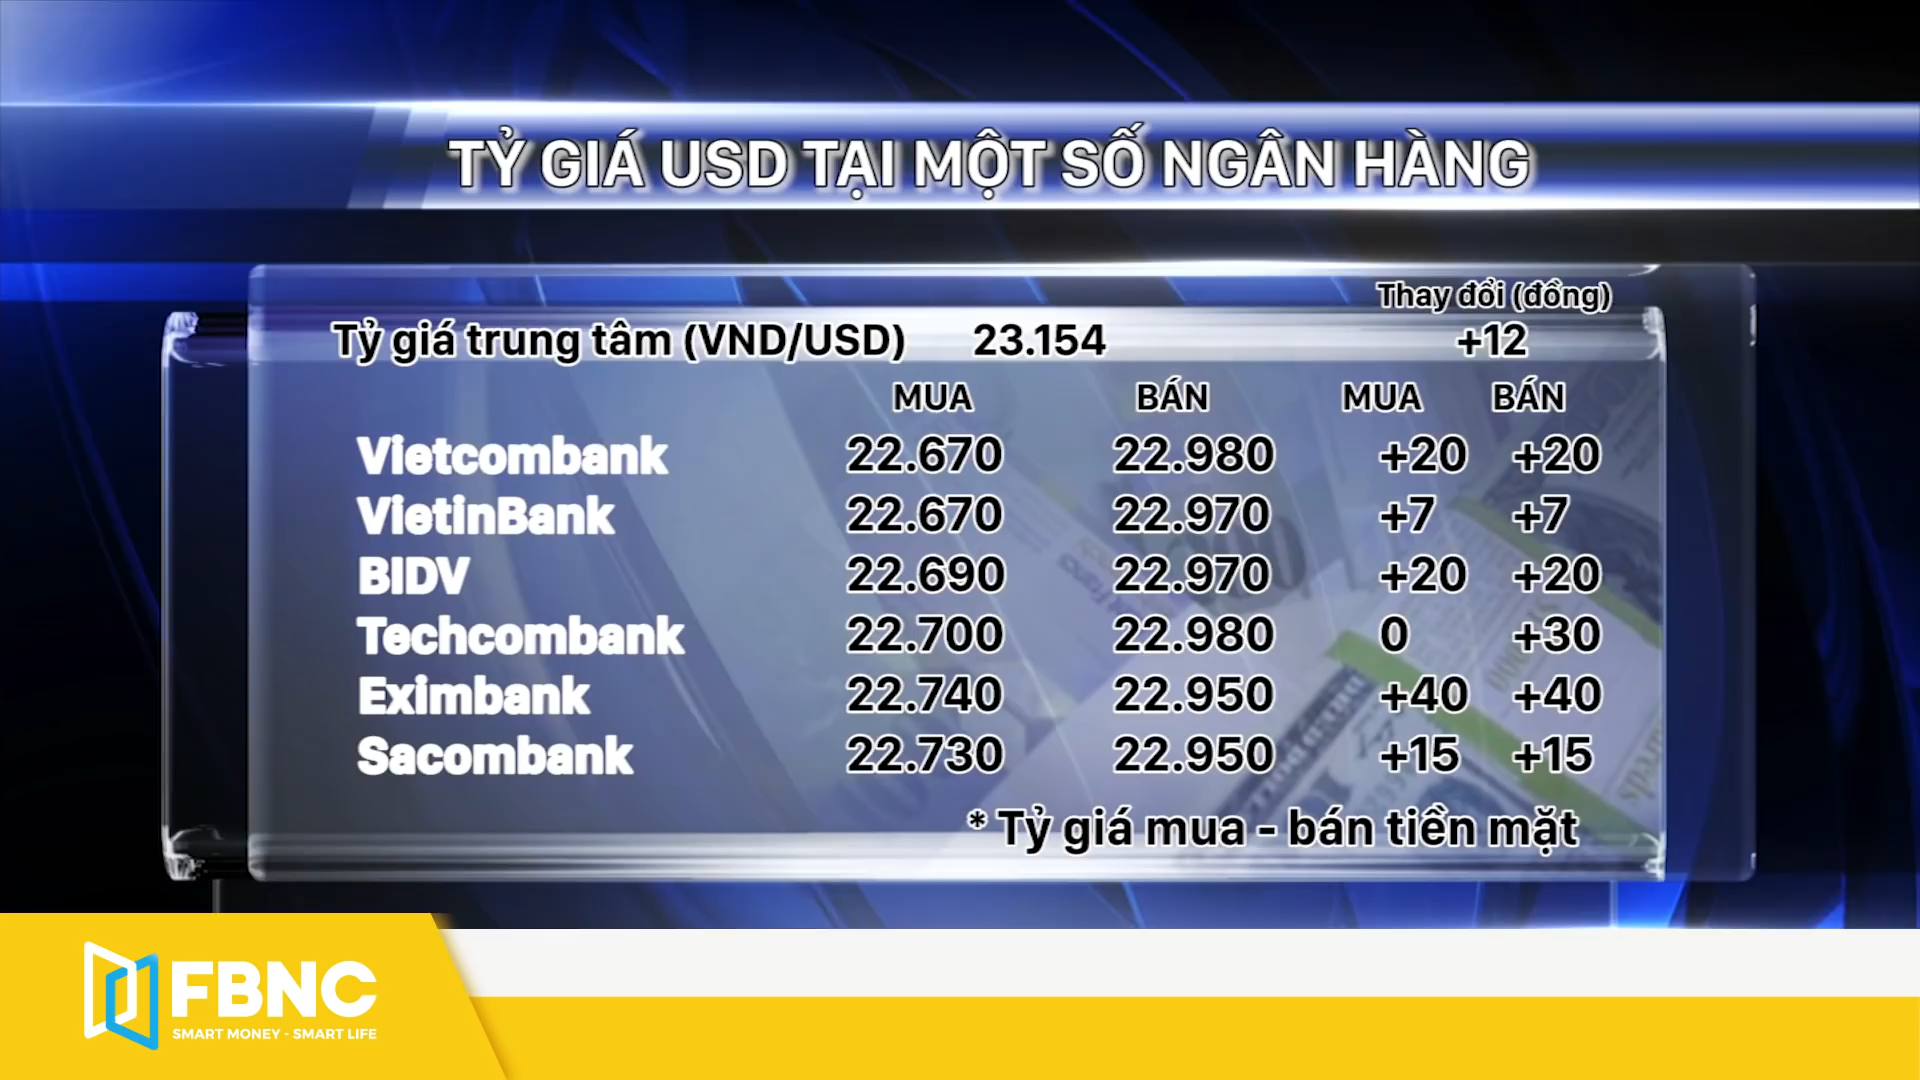 TỶ GIÁ USD TẠI MỘT SỐ NGÂN HÀNG
Thay đổi (đồng)
Tỷ giá trung tâm (VND/USD) 23.154 +12
MUA BÁN MUA BÁN
Vietcombank 22.670 22.980 +20 +20
VietinBank 22.670 22.970 +7 +7
BIDV 22.690 22.970 +20 +20
Techcombank 22.700 22.980 0 +30
Eximbank 22.740 22.950 +40 +40
Sacombank 22.730 22.950 +15 +15
* Tỷ giá mua - bán tiền mặt
FBNC
SMART MONEY - SMART LIFE